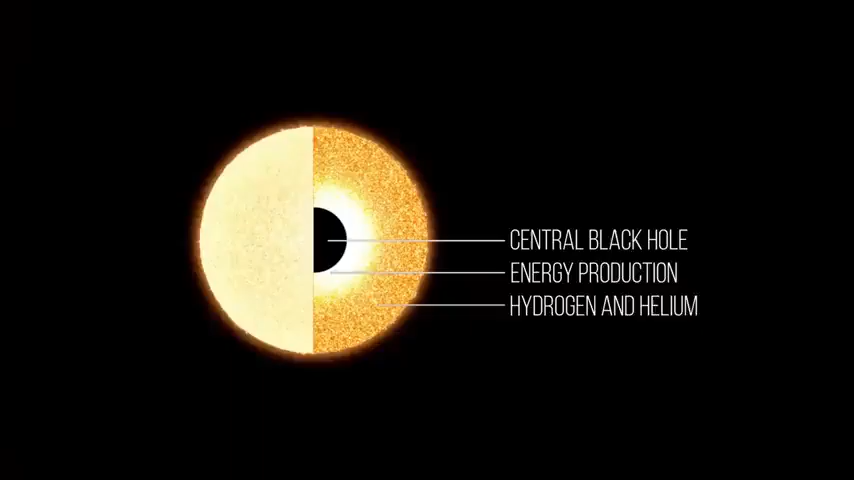 CENTRAL BLACK HOLE
ENERGY PRODUCTION
HYDROGEN AND HELIUM